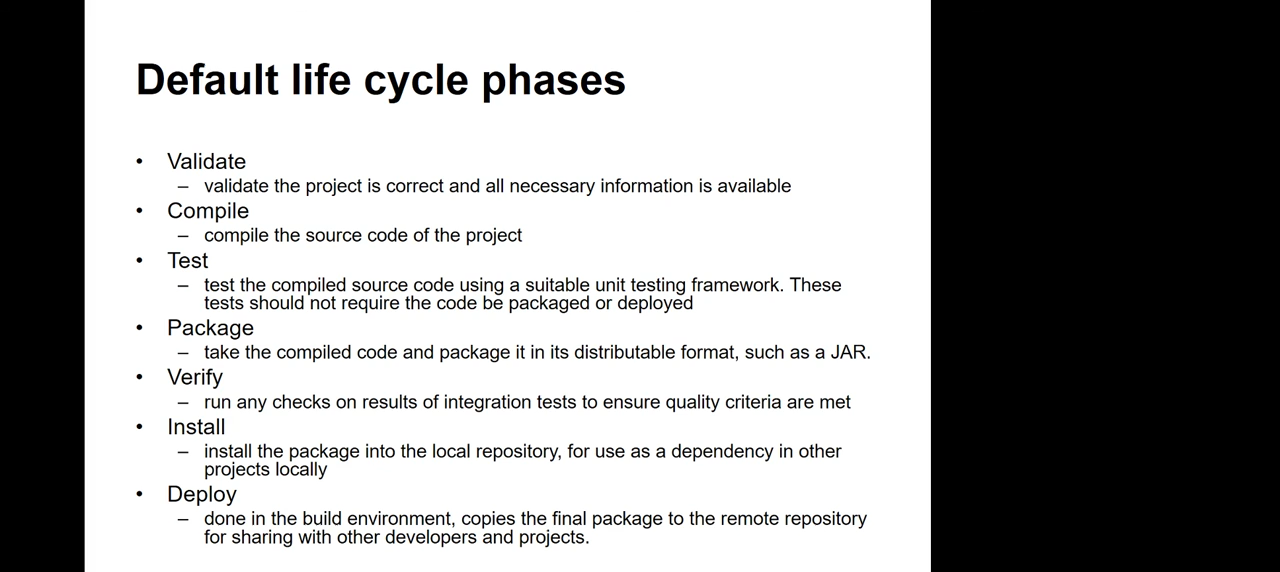 Default life cycle phases
• Validate
– validate the project is correct and all necessary information is available
• Compile
– compile the source code of the project
• Test
– test the compiled source code using a suitable unit testing framework. These
tests should not require the code be packaged or deployed
• Package
– take the compiled code and package it in its distributable format, such as a JAR.
• Verify
– run any checks on results of integration tests to ensure quality criteria are met
• Install
– install the package into the local repository, for use as a dependency in other
projects locally
• Deploy
– done in the build environment, copies the final package to the remote repository
for sharing with other developers and projects.